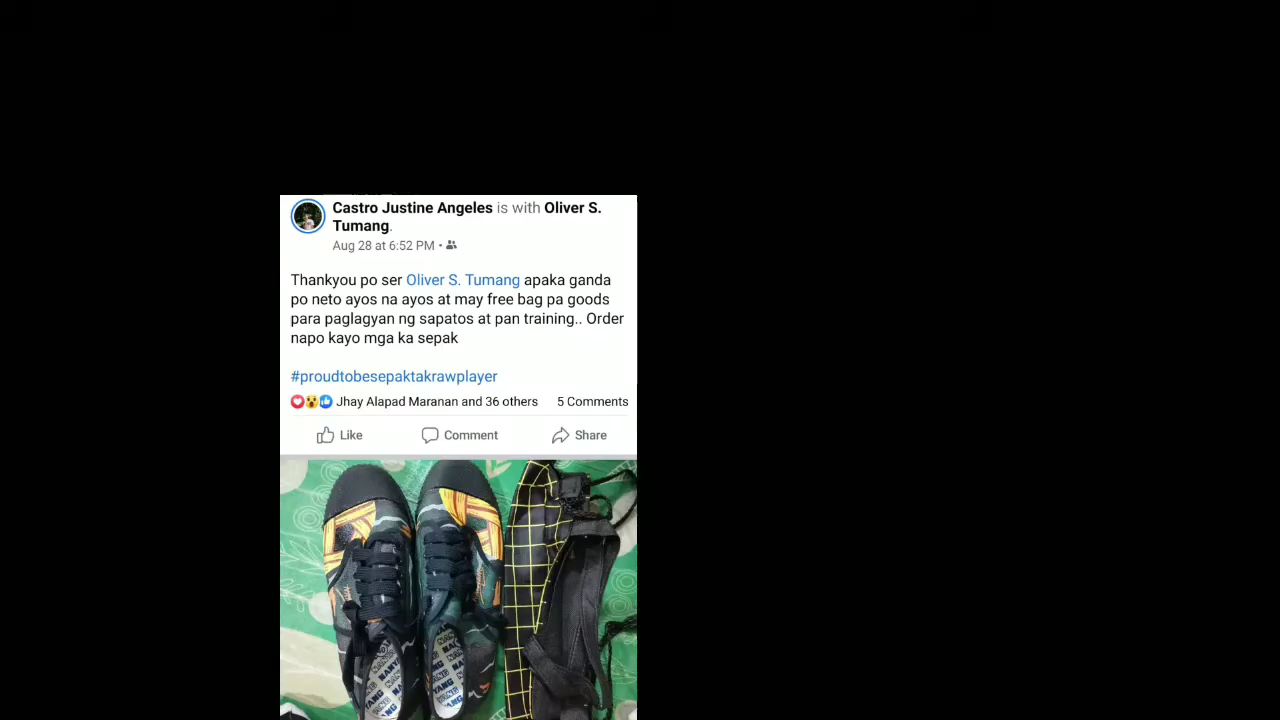 Castro Justine Angeles is with Oliver S.
Tumang.
Aug 28 at 6:52 PM •
Thankyou po ser Oliver S. Tumang apaka ganda
po neto ayos na ayos at may free bag pa goods
para paglagyan ng sapatos at pan training.. Order
napo kayo mga ka sepak
#proudtobesepaktakrawplayer
Jhay Alapad Maranan and 36 others 5 Comments
Like Comment Share
NANYANG